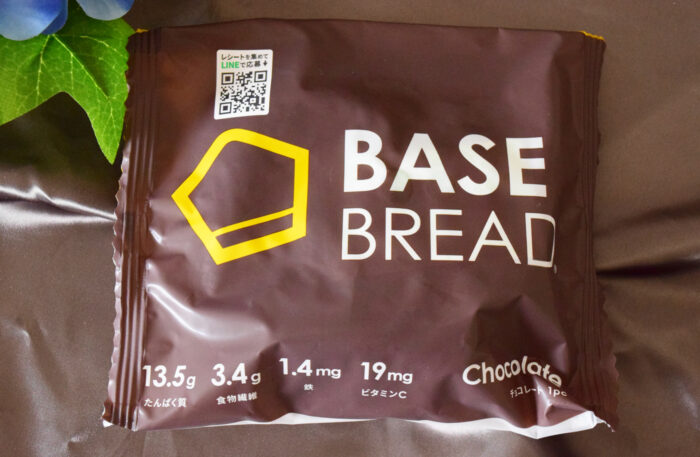 レシートを集めて
LINEで応募
BASE
BREAD®
13.5g
たんぱく質
3.4g
食物繊維
1.4mg
鉄
19mg
ビタミンC
Chocolate
チョコレート 1pc